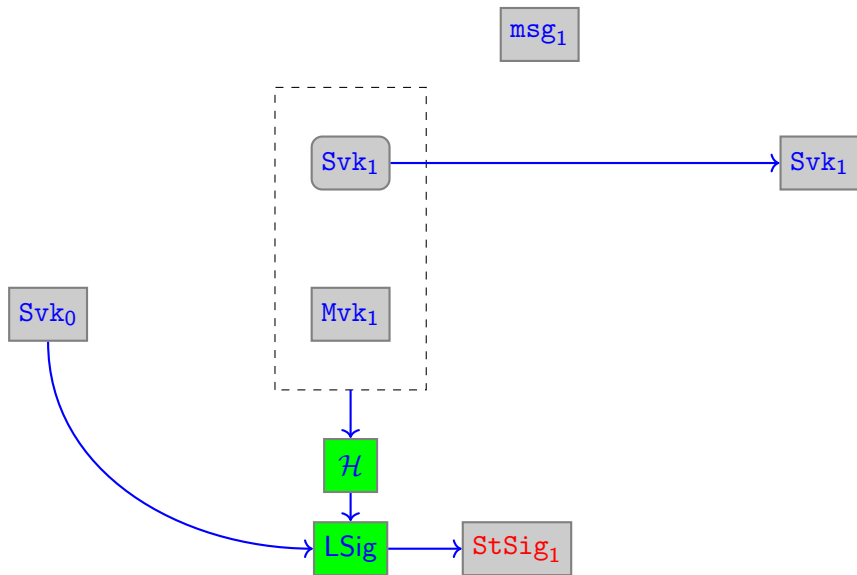 msg₁
Svk₁ Svk₁
Svk₀ Mvk₁
ℋ
LSig StSig₁